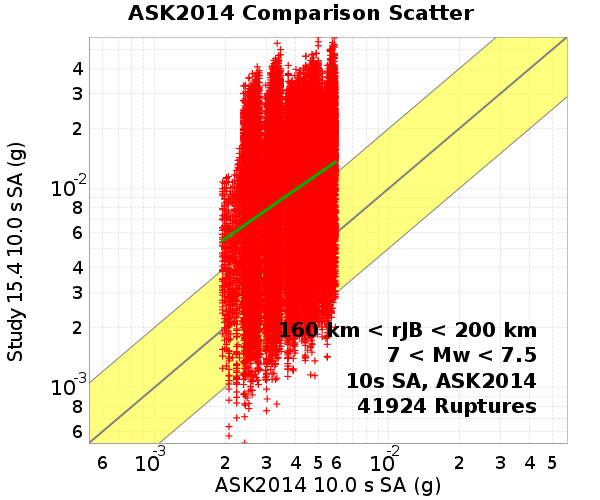 ASK2014 Comparison Scatter
Study 15.4 10.0 s SA (g)
4
3
2
10-2
8
6
4
3
2
10-3
8
6
160 km < rJB < 200 km
7 < Mw < 7.5
10s SA, ASK2014
41924 Ruptures
6 10-3 2 3 4 5 6 10-2 2 3 4 5
ASK2014 10.0 s SA (g)